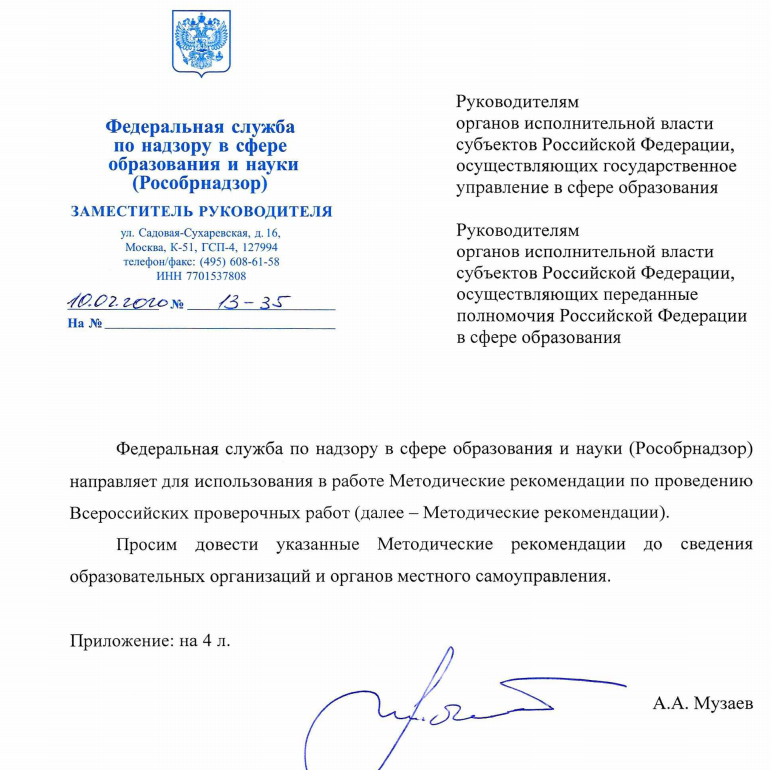 Федеральная служба
по надзору в сфере
образования и науки
(Рособрнадзор)
ЗАМЕСТИТЕЛЬ РУКОВОДИТЕЛЯ
ул. Садовая-Сухаревская, д. 16,
Москва, К-51, ГСП-4, 127994
телефон/факс: (495) 608-61-58
ИНН 7701537808
10.02.2020 № 13-35
На №
Руководителям
органов исполнительной власти
субъектов Российской Федерации,
осуществляющих государственное
управление в сфере образования
Руководителям
органов исполнительной власти
субъектов Российской Федерации,
осуществляющих переданные
полномочия Российской Федерации
в сфере образования
Федеральная служба по надзору в сфере образования и науки (Рособрнадзор)
направляет для использования в работе Методические рекомендации по проведению
Всероссийских проверочных работ (далее – Методические рекомендации).
Просим довести указанные Методические рекомендации до сведения
образовательных организаций и органов местного самоуправления.
Приложение: на 4 л.
А.А. Музаев